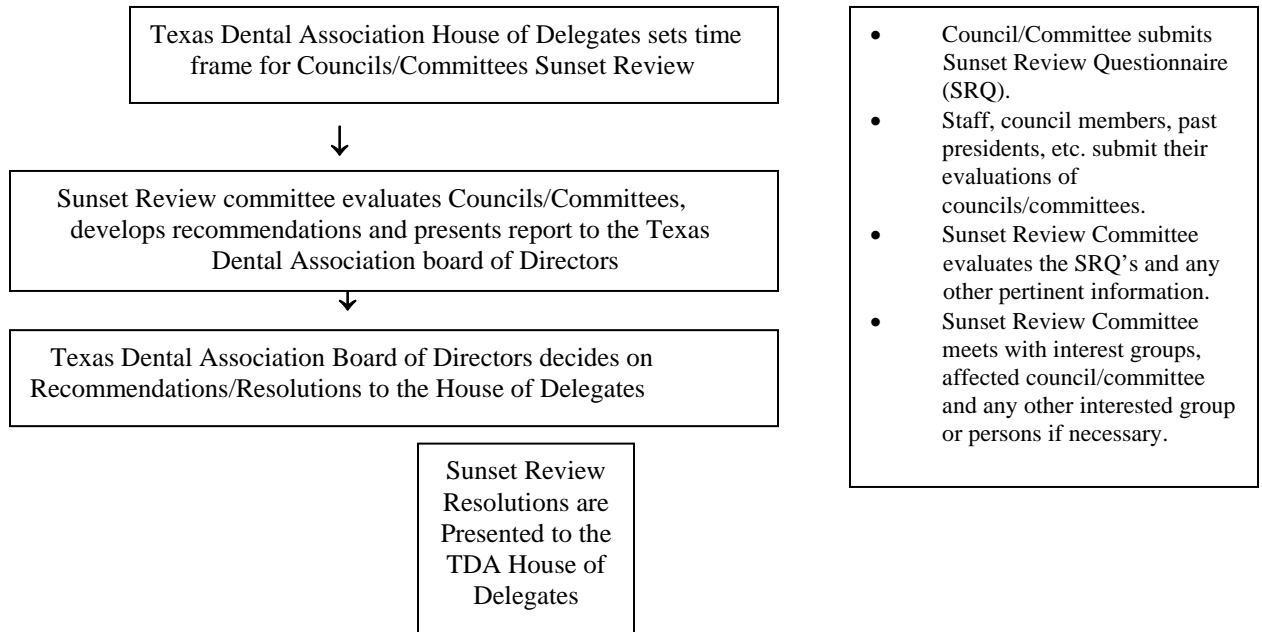 Texas Dental Association House of Delegates sets time
frame for Councils/Committees Sunset Review
↓
Sunset Review committee evaluates Councils/Committees,
develops recommendations and presents report to the Texas
Dental Association board of Directors
↓
Texas Dental Association Board of Directors decides on
Recommendations/Resolutions to the House of Delegates
Sunset Review
Resolutions are
Presented to the
TDA House of
Delegates
• Council/Committee submits
Sunset Review Questionnaire
(SRQ).
• Staff, council members, past
presidents, etc. submit their
evaluations of
councils/committees.
• Sunset Review Committee
evaluates the SRQ’s and any
other pertinent information.
• Sunset Review Committee
meets with interest groups,
affected council/committee
and any other interested group
or persons if necessary.